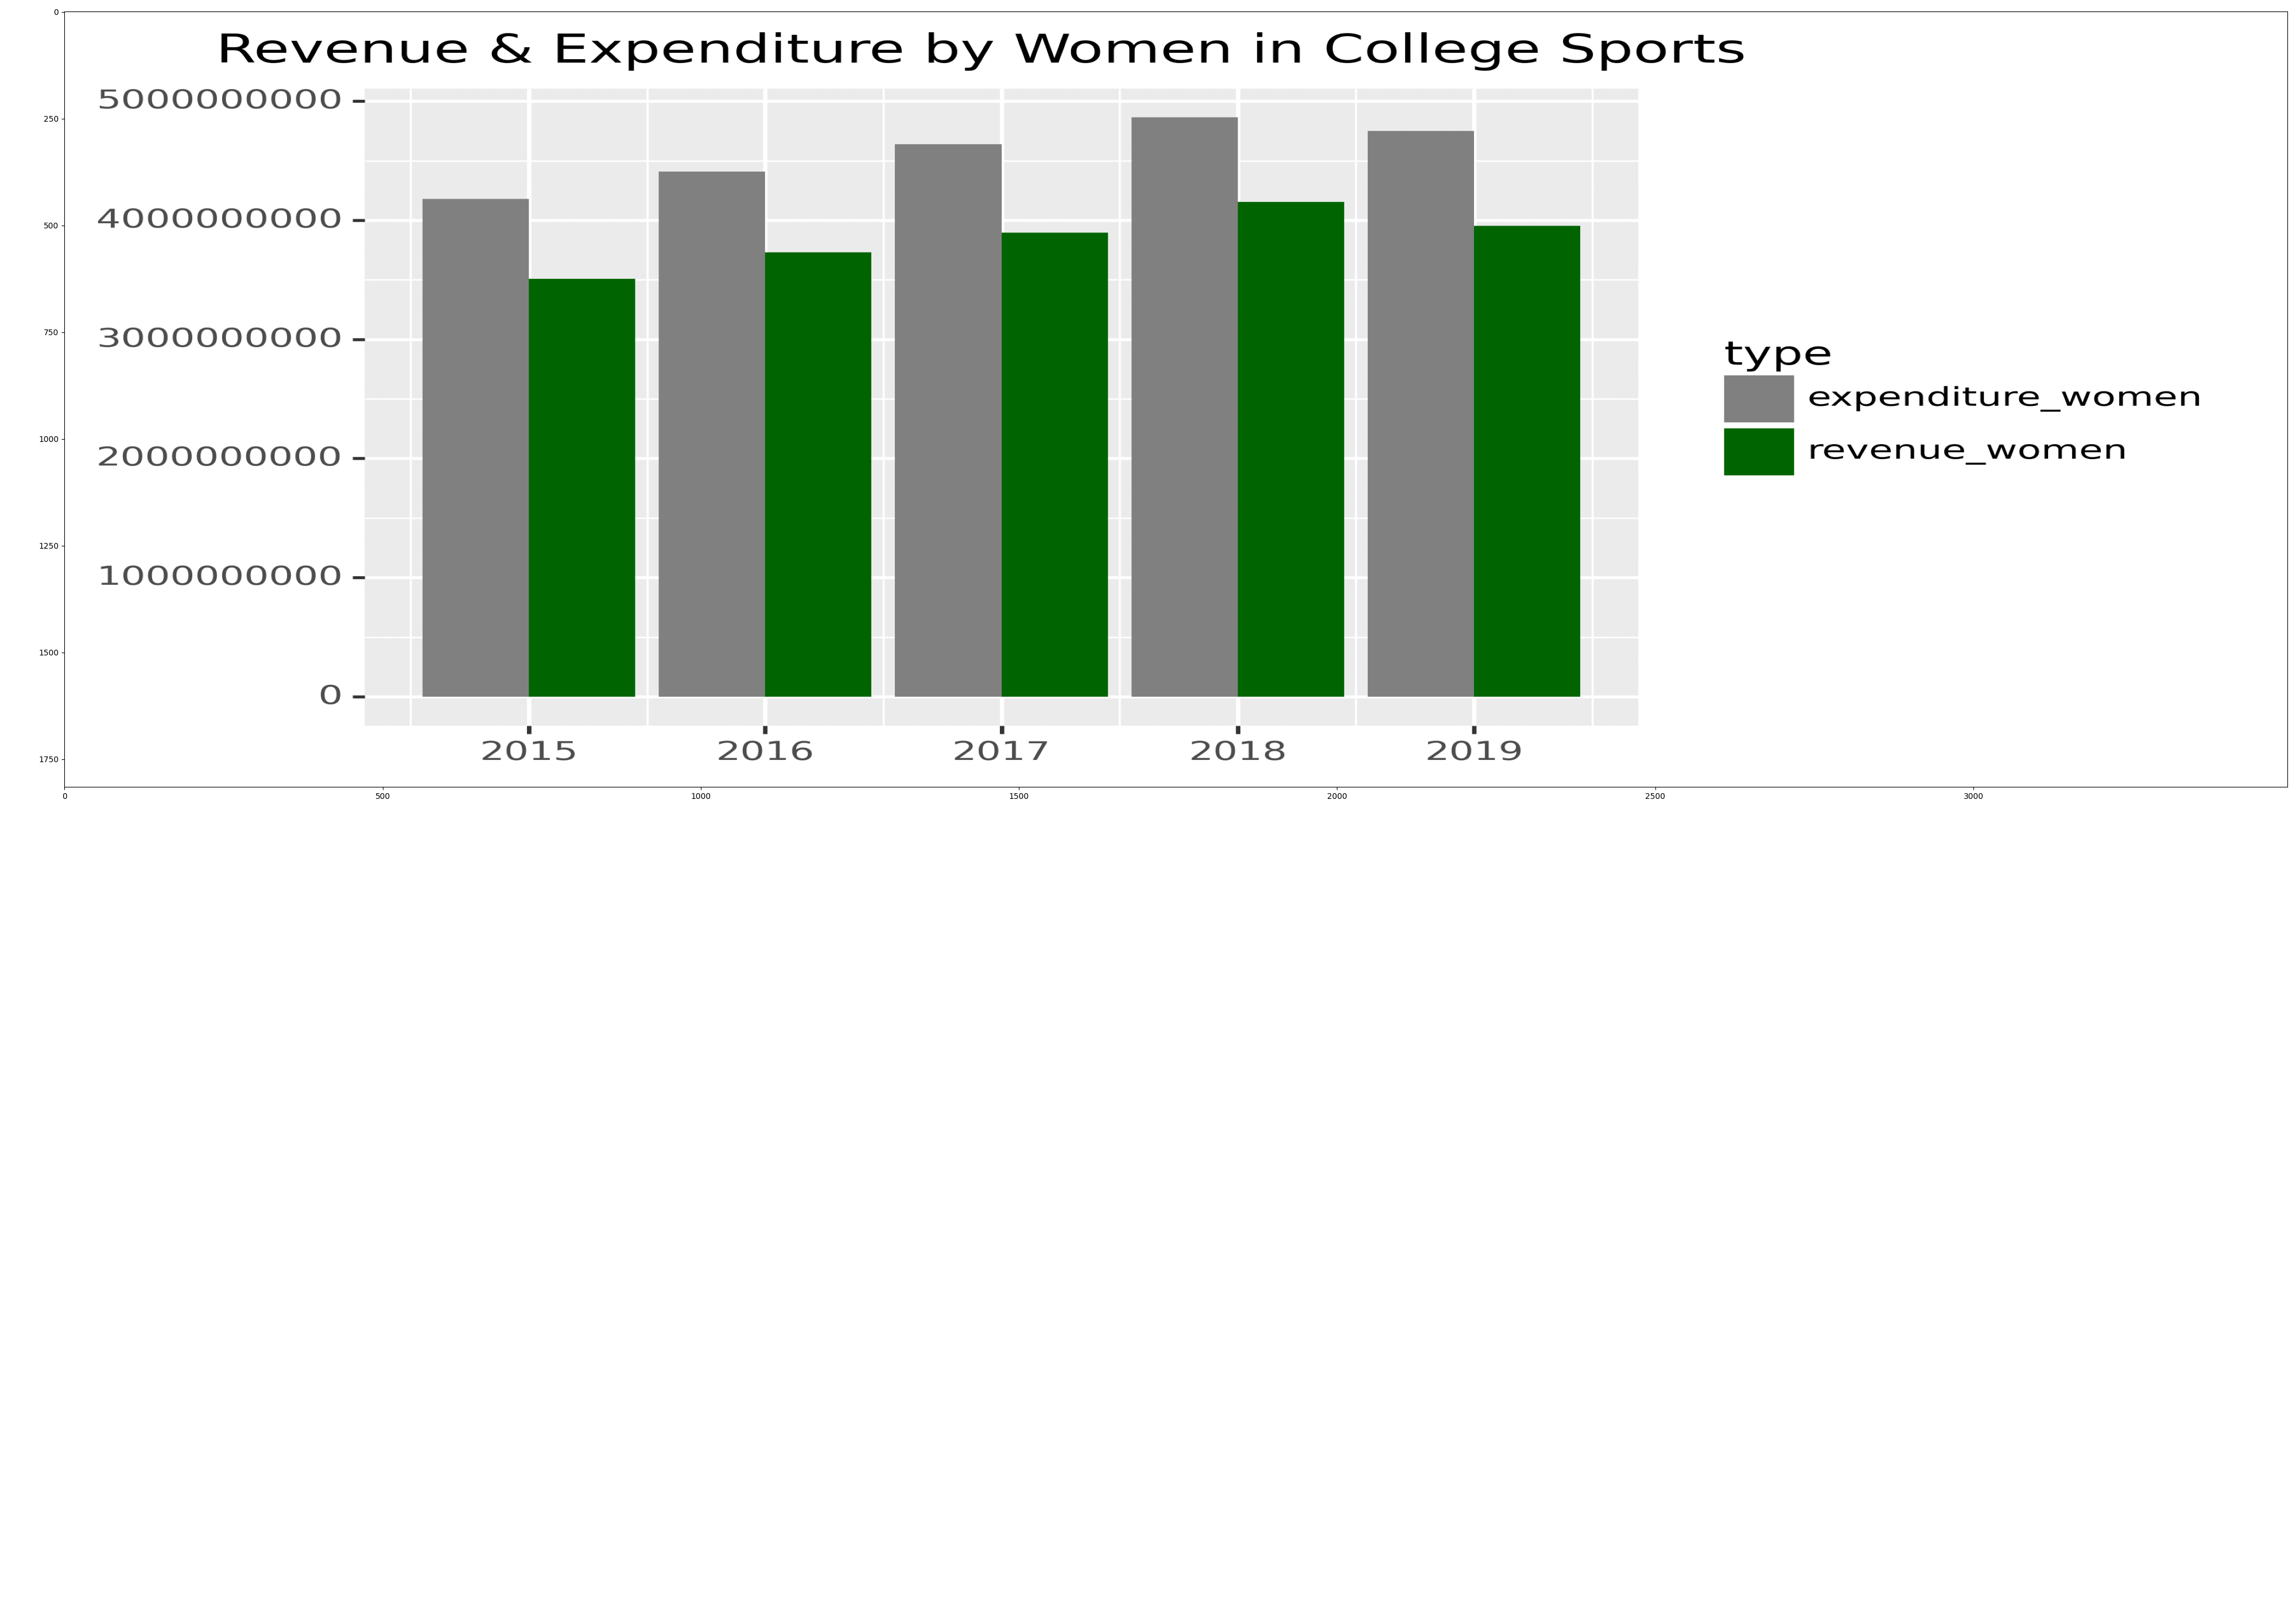 Revenue & Expenditure by Women in College Sports
0
250
500
750
1000
1250
1500
1750
5000000000
4000000000
3000000000
2000000000
1000000000
0
type
expenditure_women
revenue_women
2015 2016 2017 2018 2019
0 500 1000 1500 2000 2500 3000